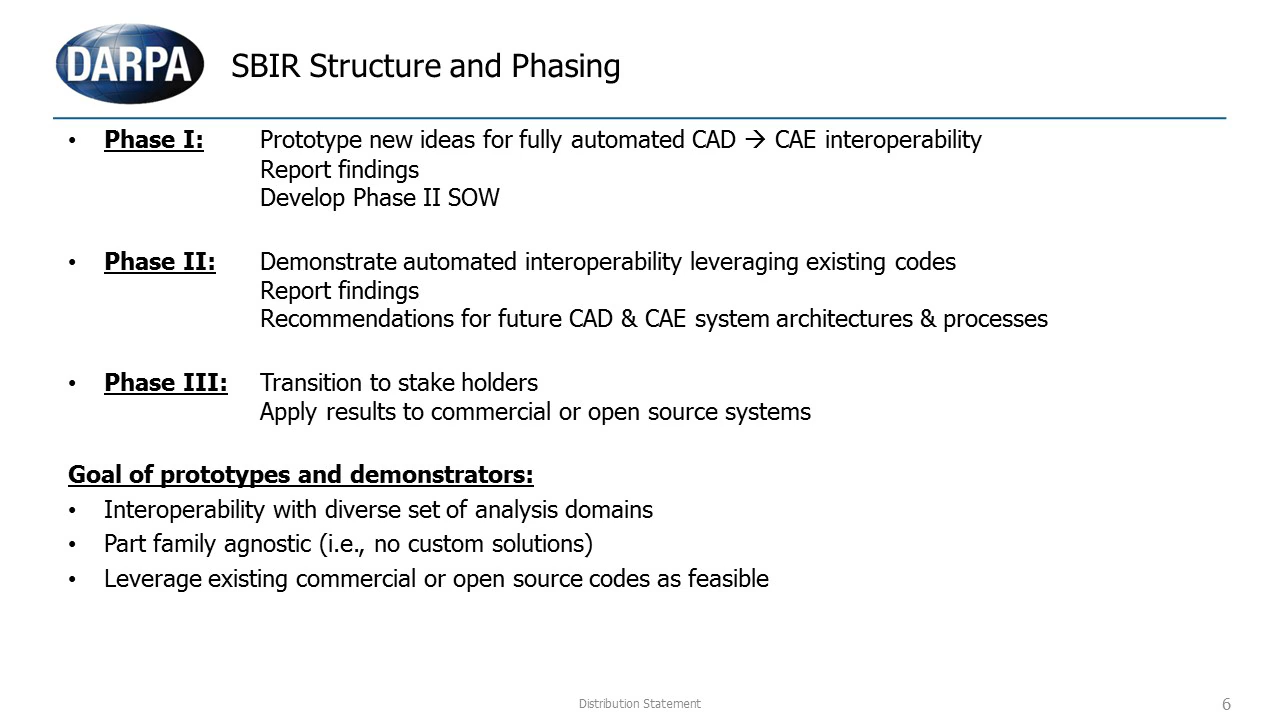 DARPA
SBIR Structure and Phasing
• Phase I: Prototype new ideas for fully automated CAD → CAE interoperability
Report findings
Develop Phase II SOW
• Phase II: Demonstrate automated interoperability leveraging existing codes
Report findings
Recommendations for future CAD & CAE system architectures & processes
• Phase III: Transition to stake holders
Apply results to commercial or open source systems
Goal of prototypes and demonstrators:
• Interoperability with diverse set of analysis domains
• Part family agnostic (i.e., no custom solutions)
• Leverage existing commercial or open source codes as feasible
Distribution Statement
6